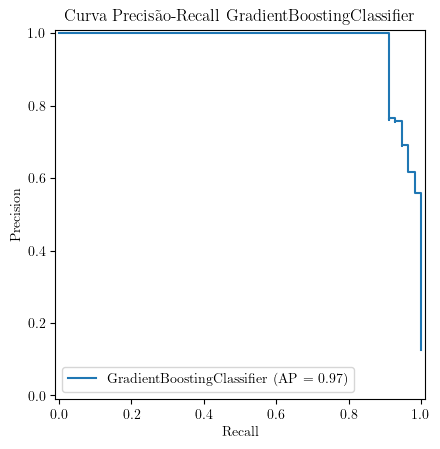 Curva Precisão-Recall GradientBoostingClassifier
1.0
0.8
0.6
0.4
0.2
0.0
Precision
GradientBoostingClassifier (AP = 0.97)
0.0 0.2 0.4 0.6 0.8 1.0
Recall